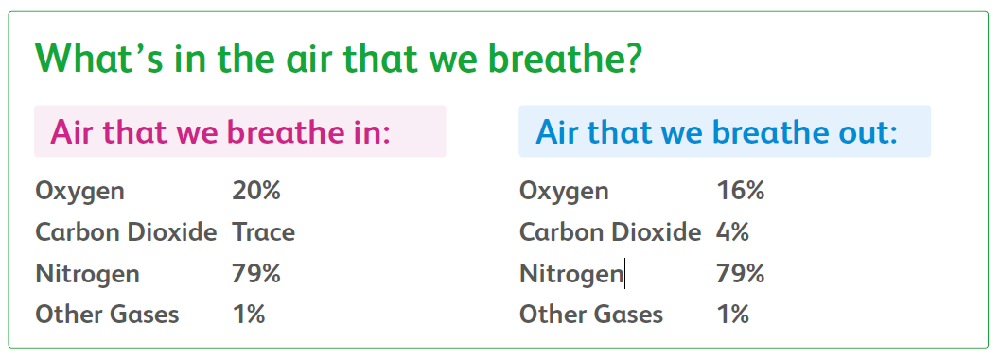 What's in the air that we breathe?
Air that we breathe in:
Oxygen 20%
Carbon Dioxide Trace
Nitrogen 79%
Other Gases 1%
Air that we breathe out:
Oxygen 16%
Carbon Dioxide 4%
Nitrogen 79%
Other Gases 1%